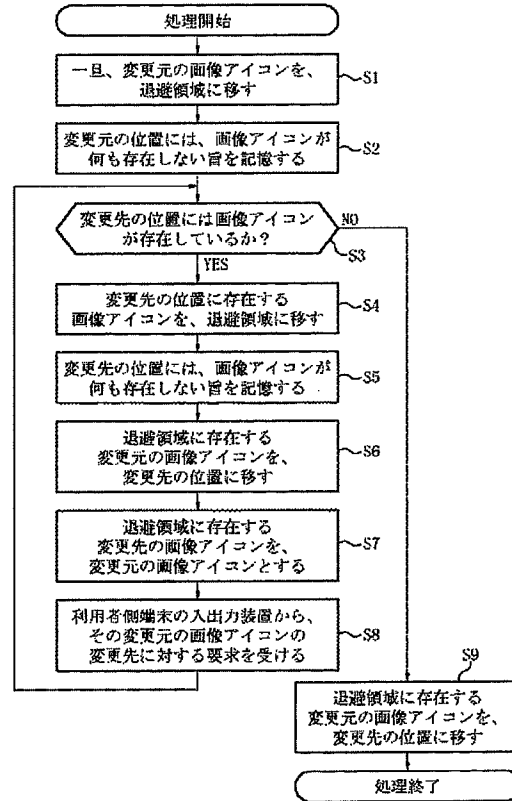 処理開始
一旦、変更元の画像アイコンを、
退避領域に移す
S1
変更元の位置には、画像アイコンが
何も存在しない旨を記憶する
S2
変更先の位置には画像アイコン
が存在しているか?
NO
S3
YES
変更先の位置に存在する
画像アイコンを、退避領域に移す
S4
変更先の位置には、画像アイコンが
何も存在しない旨を記憶する
S5
退避領域に存在する
変更元の画像アイコンを、
変更先の位置に移す
S6
退避領域に存在する
変更先の画像アイコンを、
変更元の画像アイコンとする
S7
利用者側端末の入出力装置から、
その変更元の画像アイコンの
変更先に対する要求を受ける
S8
S9
退避領域に存在する
変更元の画像アイコンを、
変更先の位置に移す
処理終了